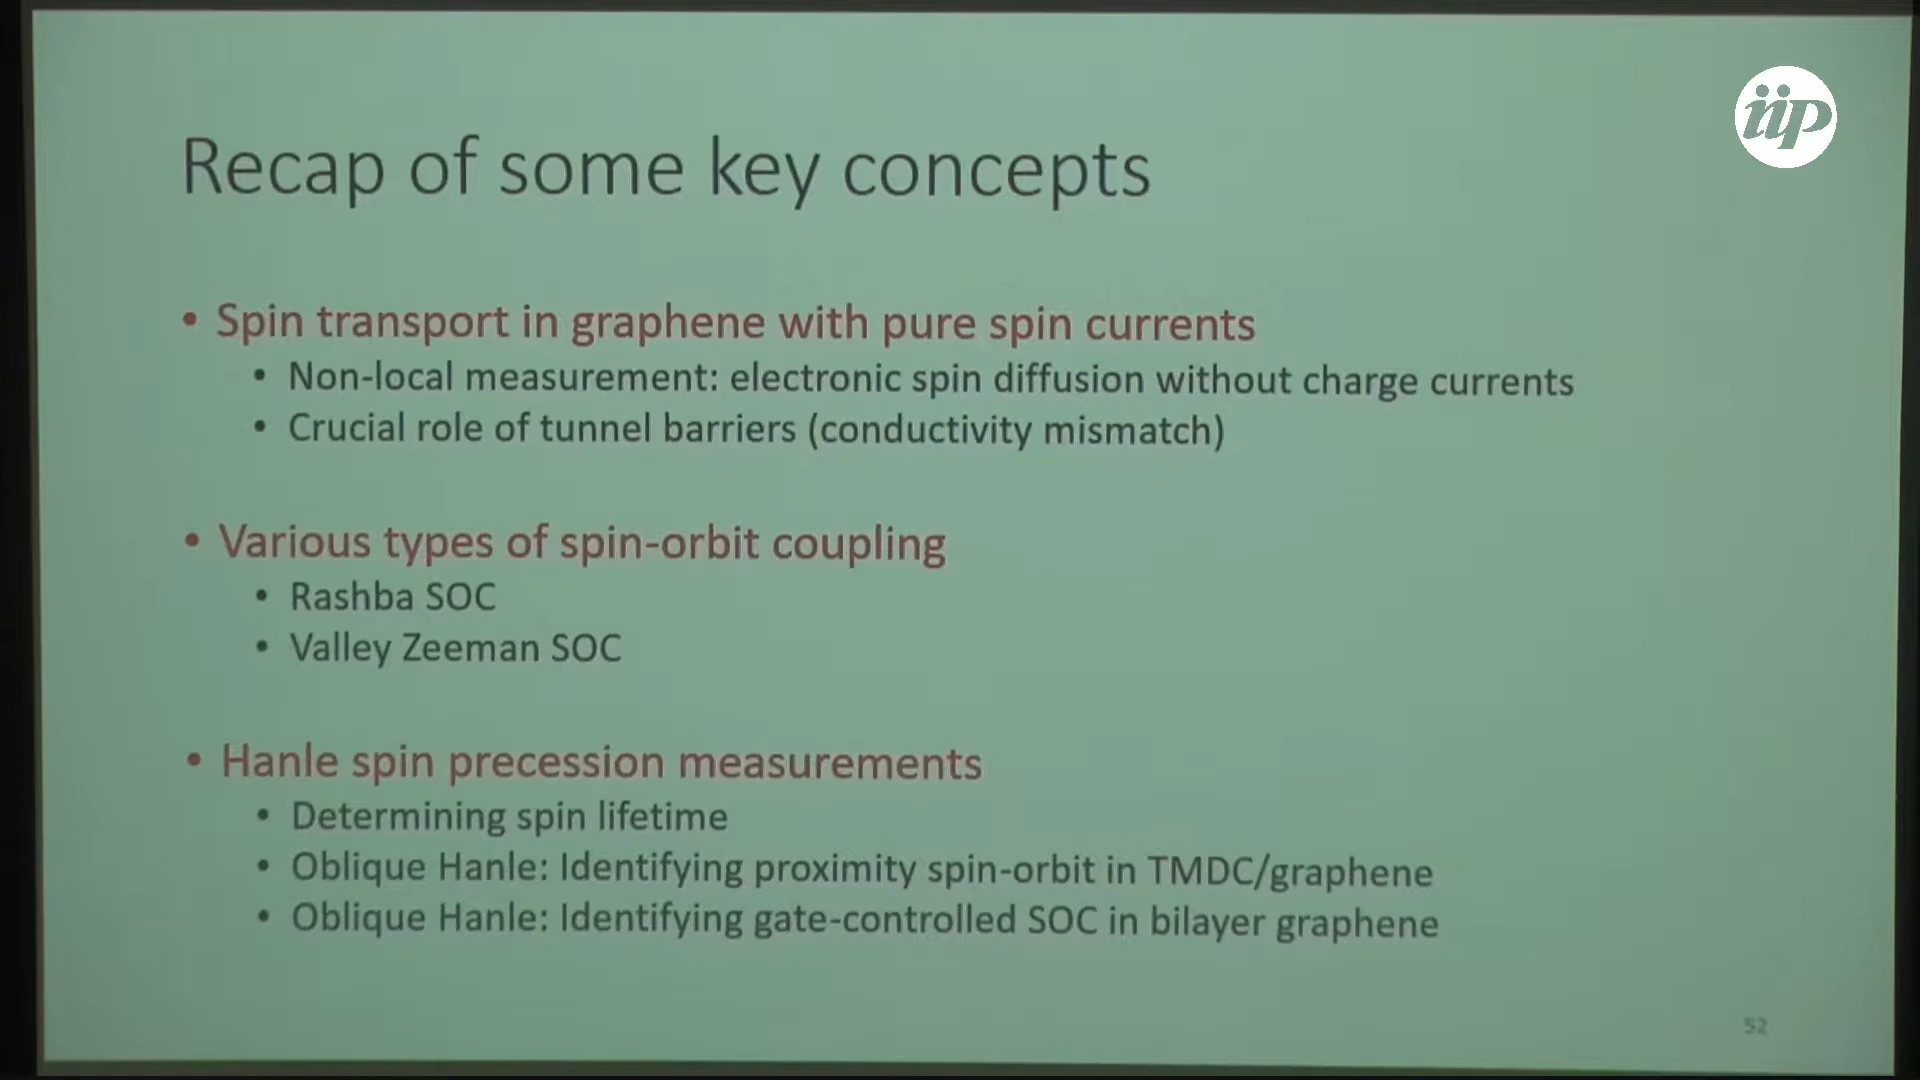 iip
Recap of some key concepts
• Spin transport in graphene with pure spin currents
• Non-local measurement: electronic spin diffusion without charge currents
• Crucial role of tunnel barriers (conductivity mismatch)
• Various types of spin-orbit coupling
• Rashba SOC
• Valley Zeeman SOC
• Hanle spin precession measurements
• Determining spin lifetime
• Oblique Hanle: Identifying proximity spin-orbit in TMDC/graphene
• Oblique Hanle: Identifying gate-controlled SOC in bilayer graphene
52